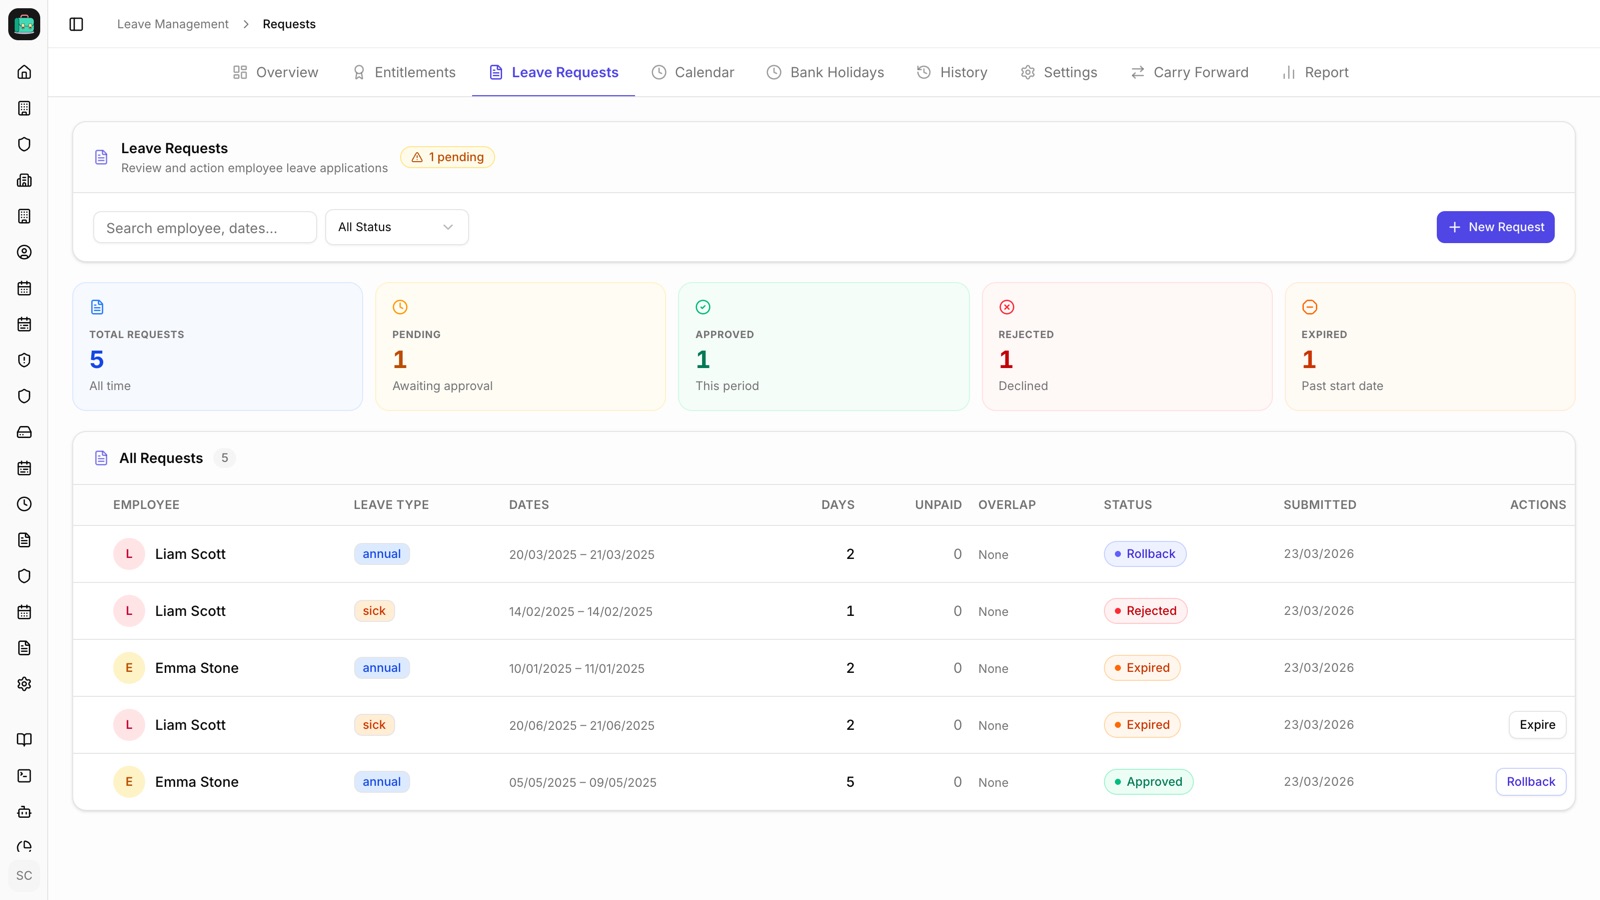 Leave Management > Requests
Overview
Entitlements
Leave Requests
Calendar
Bank Holidays
History
Settings
Carry Forward
Report
Leave Requests
Review and action employee leave applications
1 pending
Search employee, dates...
All Status
New Request
TOTAL REQUESTS
5
All time
PENDING
1
Awaiting approval
APPROVED
1
This period
REJECTED
1
Declined
EXPIRED
1
Past start date
All Requests 5
EMPLOYEE LEAVE TYPE DATES DAYS UNPAID OVERLAP STATUS SUBMITTED ACTIONS
L Liam Scott annual 20/03/2025 – 21/03/2025 2 0 None Rollback 23/03/2026
L Liam Scott sick 14/02/2025 – 14/02/2025 1 0 None Rejected 23/03/2026
E Emma Stone annual 10/01/2025 – 11/01/2025 2 0 None Expired 23/03/2026
L Liam Scott sick 20/06/2025 – 21/06/2025 2 0 None Expired 23/03/2026 Expire
E Emma Stone annual 05/05/2025 – 09/05/2025 5 0 None Approved 23/03/2026 Rollback
SC